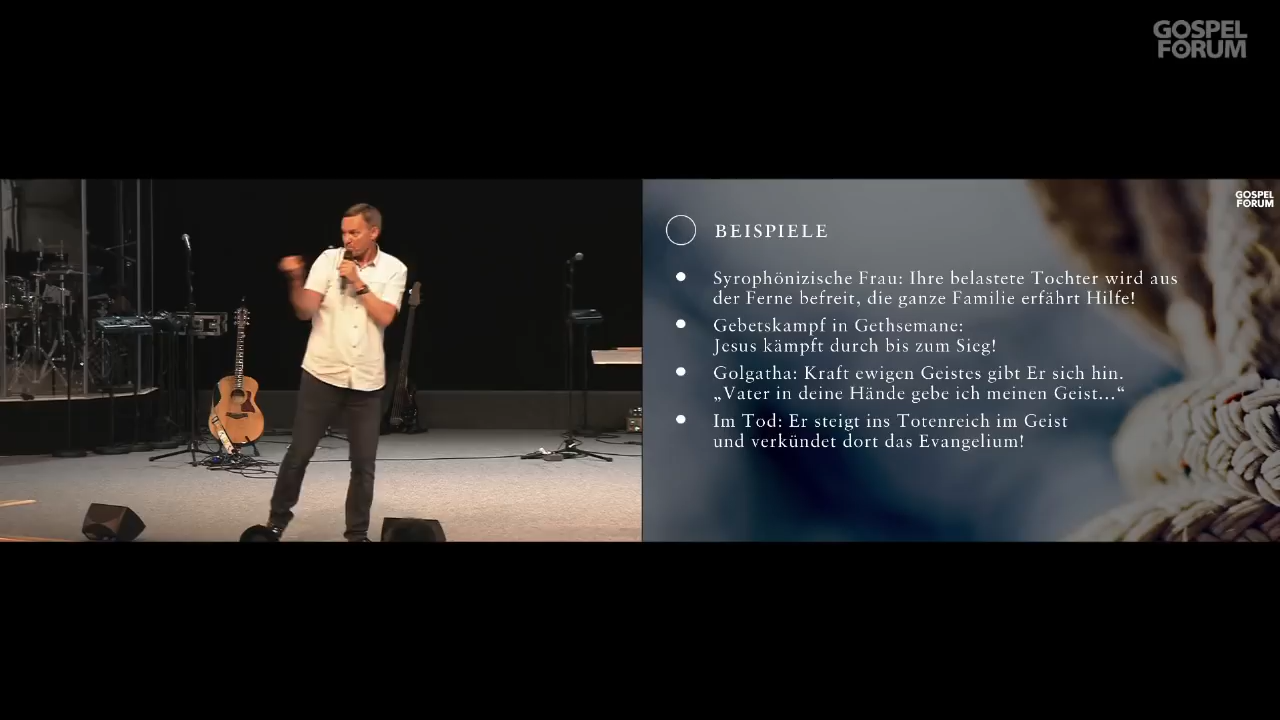 GOSPEL
FORUM
GOSPEL
FORUM
BEISPIELE
Syrophönizische Frau: Ihre belastete Tochter wird aus
der Ferne befreit, die ganze Familie erfährt Hilfe!
Gebetskampf in Gethsemane:
Jesus kämpft durch bis zum Sieg!
Golgatha: Kraft ewigen Geistes gibt Er sich hin.
„Vater in deine Hände gebe ich meinen Geist...“
Im Tod: Er steigt ins Totenreich im Geist
und verkündet dort das Evangelium!